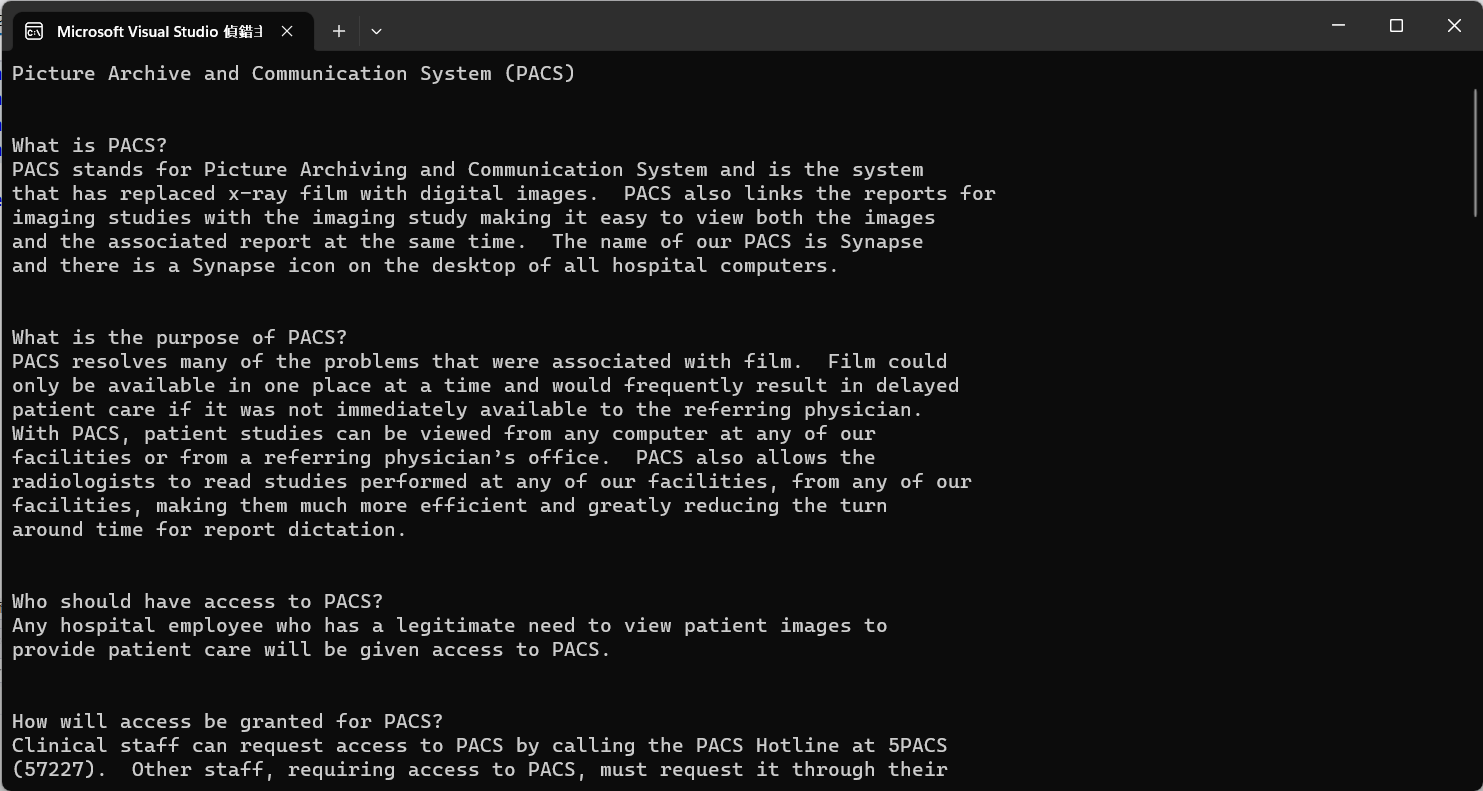 Microsoft Visual Studio 偵錯主
Picture Archive and Communication System (PACS)
What is PACS?
PACS stands for Picture Archiving and Communication System and is the system
that has replaced x-ray film with digital images.  PACS also links the reports for
imaging studies with the imaging study making it easy to view both the images
and the associated report at the same time.  The name of our PACS is Synapse
and there is a Synapse icon on the desktop of all hospital computers.
What is the purpose of PACS?
PACS resolves many of the problems that were associated with film.  Film could
only be available in one place at a time and would frequently result in delayed
patient care if it was not immediately available to the referring physician.
With PACS, patient studies can be viewed from any computer at any of our
facilities or from a referring physician’s office.  PACS also allows the
radiologists to read studies performed at any of our facilities, from any of our
facilities, making them much more efficient and greatly reducing the turn
around time for report dictation.
Who should have access to PACS?
Any hospital employee who has a legitimate need to view patient images to
provide patient care will be given access to PACS.
How will access be granted for PACS?
Clinical staff can request access to PACS by calling the PACS Hotline at 5PACS
(57227).  Other staff, requiring access to PACS, must request it through their